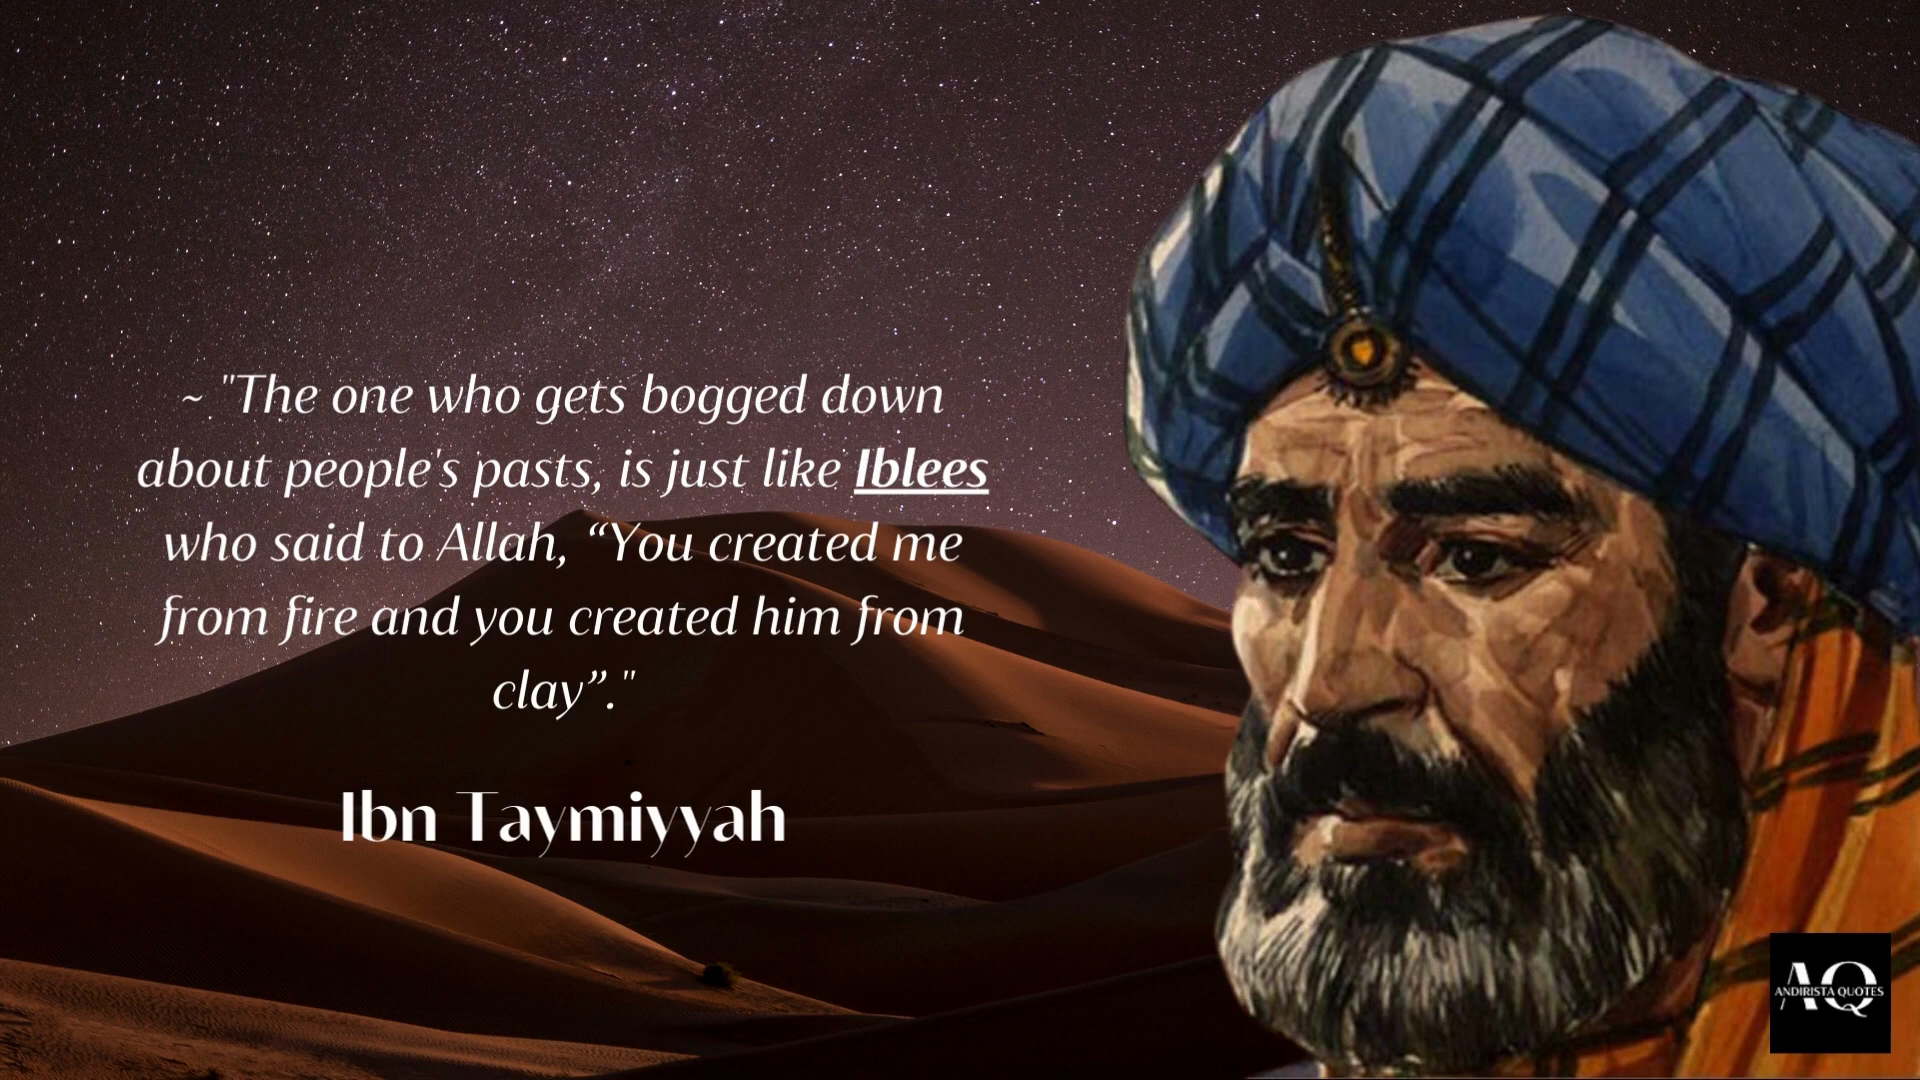 ~ "The one who gets bogged down
about people's pasts, is just like Iblees
who said to Allah, “You created me
from fire and you created him from
clay”."
Ibn Taymiyyah
AQ
ANDIRISTA QUOTES